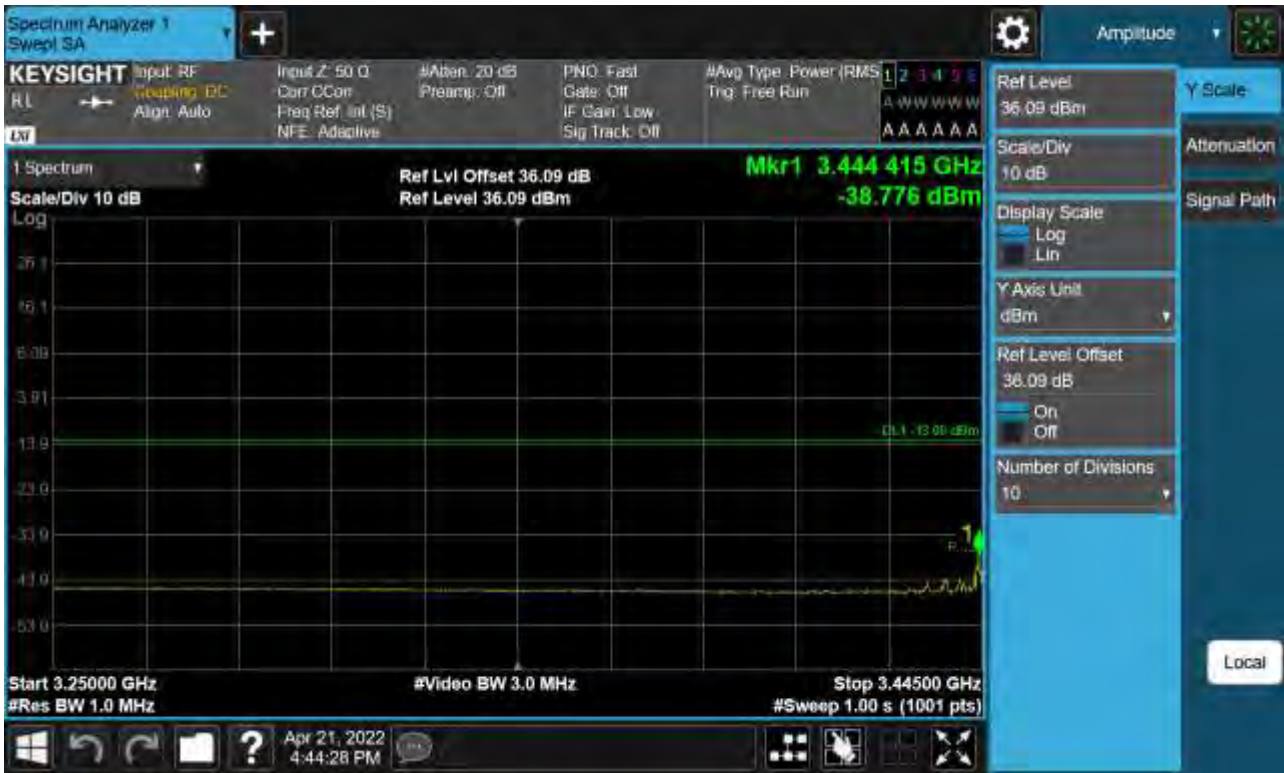 Spectrum Analyzer 1
Swept SA
Amplitude
KEYSIGHT
RL
LXI
Input: RF
Coupling: DC
Align: Auto
Input Z: 50 Ω
Corr CCorr
Freq Ref: Int (S)
NFE: Adaptive
#Atten: 20 dB
Preamp: Off
PNO: Fast
Gate: Off
IF Gain: Low
Sig Track: Off
#Avg Type: Power (RMS
Trig: Free Run
1 2 3 4 5 6
A W W W W W
A A A A A A
1 Spectrum
Scale/Div 10 dB
Log
Ref Lvl Offset 36.09 dB
Ref Level 36.09 dBm
Mkr1 3.444 415 GHz
-38.776 dBm
26.1
16.1
6.09
-3.91
-13.9
-23.9
-33.9
-43.9
-53.9
DL1 -13.00 dBm
1
Start 3.25000 GHz
#Res BW 1.0 MHz
#Video BW 3.0 MHz
Stop 3.44500 GHz
#Sweep 1.00 s (1001 pts)
Ref Level
36.09 dBm
Scale/Div
10 dB
Display Scale
Log
Lin
Y Axis Unit
dBm
Ref Level Offset
36.09 dB
On
Off
Number of Divisions
10
Y Scale
Attenuation
Signal Path
Local
?
Apr 21, 2022
4:44:28 PM